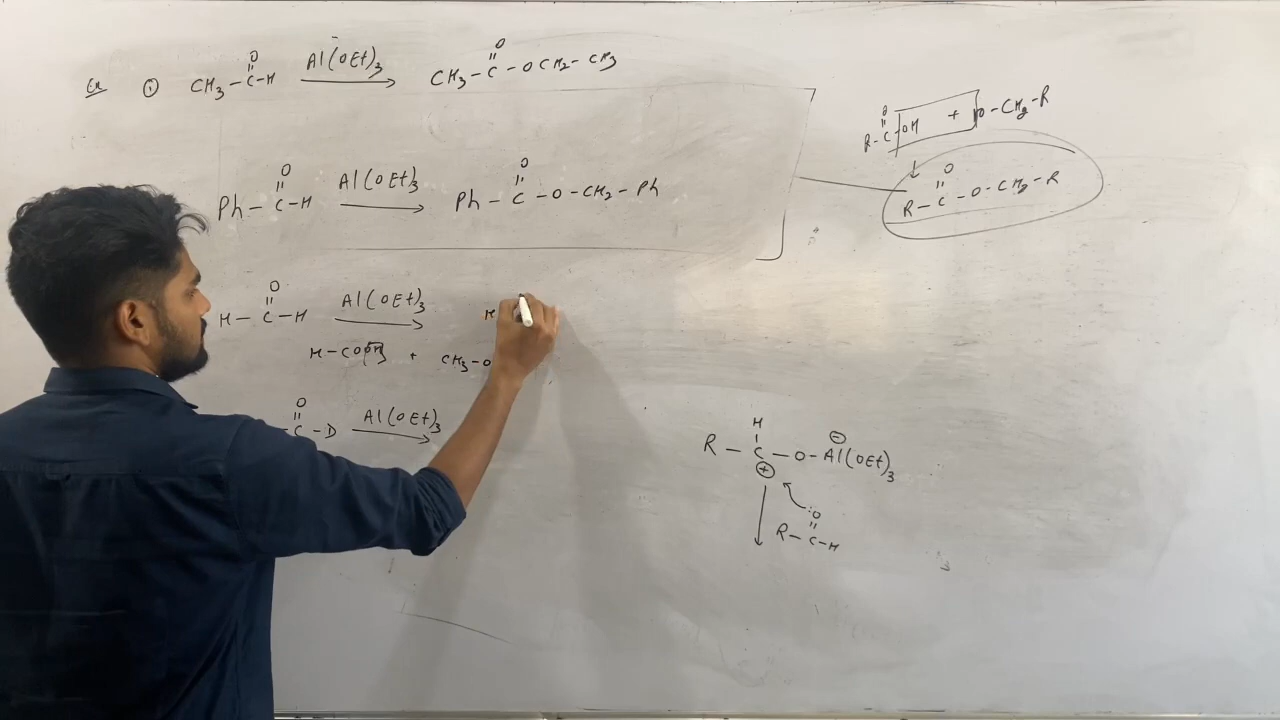 Ex ① CH₃-C(=O)-H Al(OEt)₃ → CH₃-C(=O)-OCH₂-CH₃
Ph-C(=O)-H Al(OEt)₃ → Ph-C(=O)-O-CH₂-Ph
H-C(=O)-H Al(OEt)₃ → H
H-COOH + CH₃-O
C(=O)-D Al(OEt)₃ →
R-C(=O)-OH + O-CH₂-R
↓
R-C(=O)-O-CH₂-R
H
R-C-O-Al(OEt)₃
⊕ ⊖
↓
R-C(=O)-H